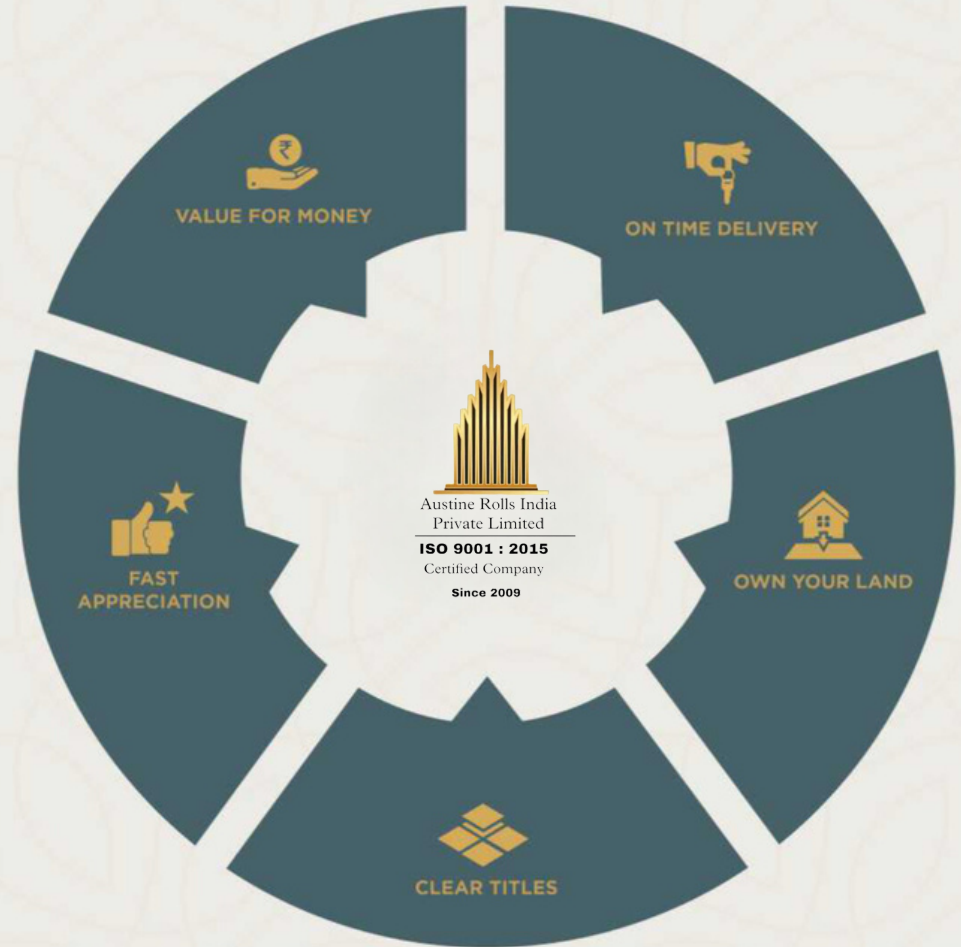 VALUE FOR MONEY
ON TIME DELIVERY
FAST
APPRECIATION
Austine Rolls India
Private Limited
ISO 9001 : 2015
Certified Company
Since 2009
OWN YOUR LAND
CLEAR TITLES